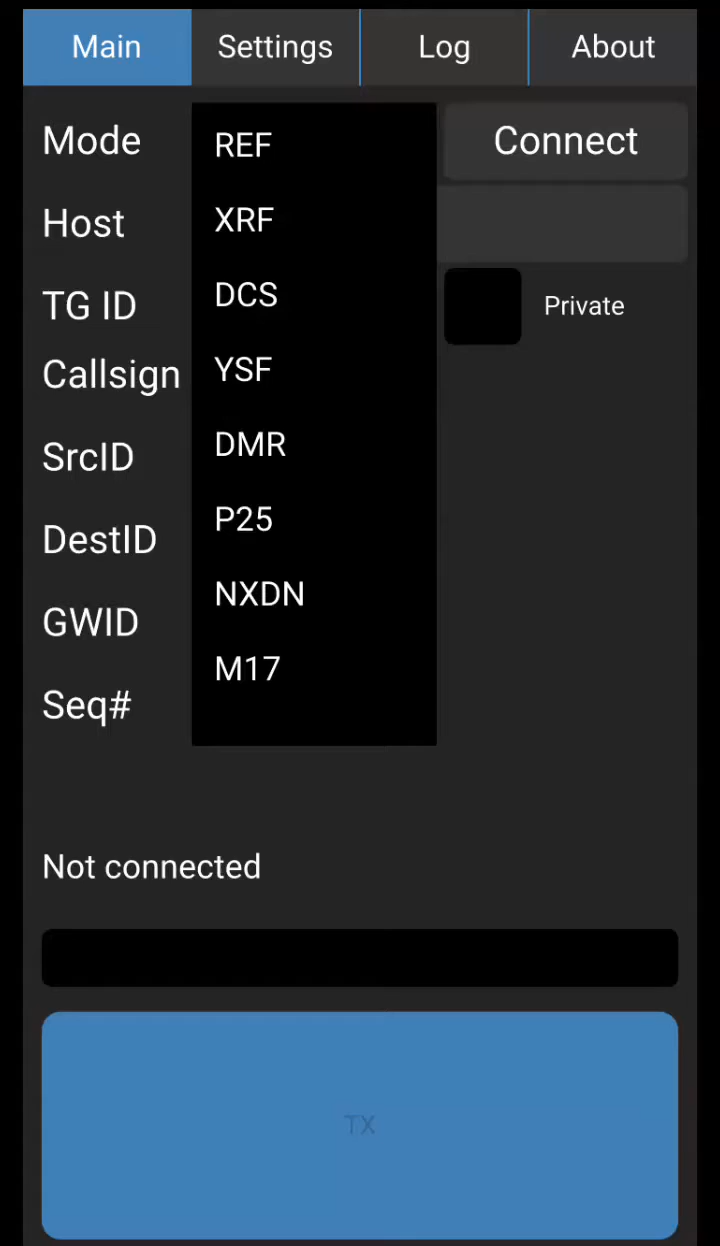 Main Settings Log About
Mode REF Connect
XRF
Host
DCS
TG ID Private
YSF
Callsign
DMR
SrcID
P25
DestID
NXDN
GWID
M17
Seq#
Not connected
TX